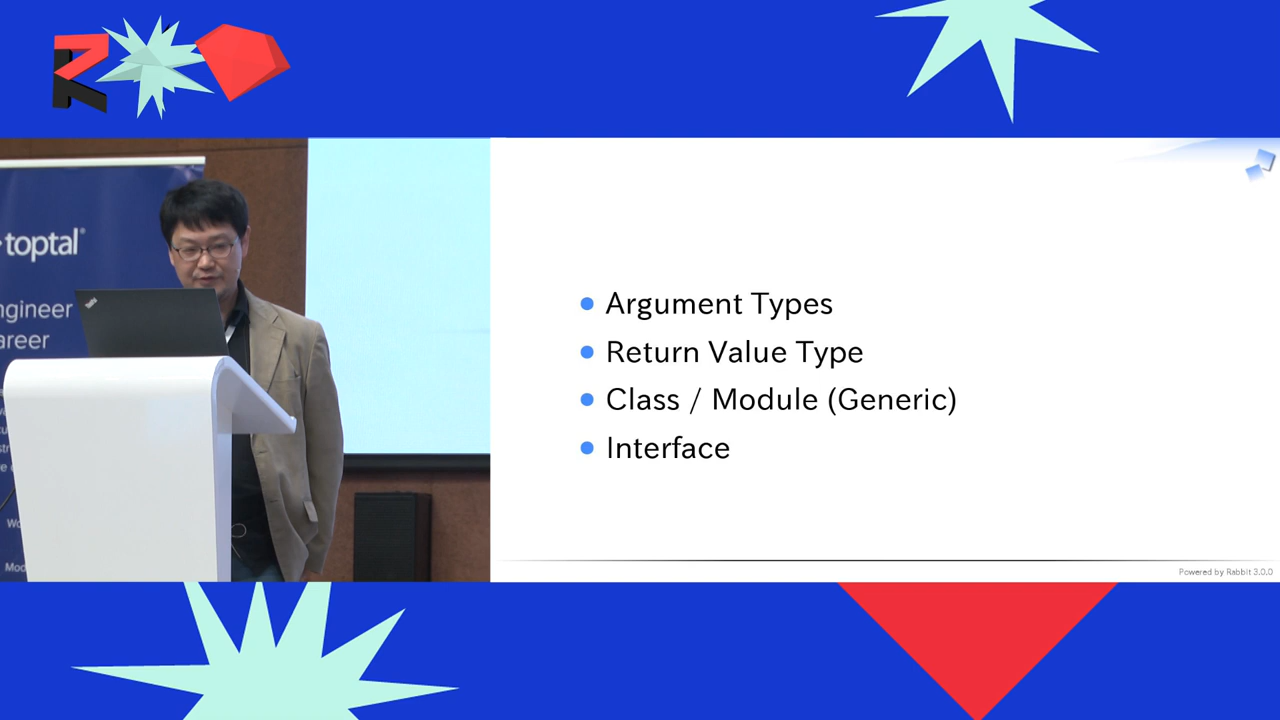 toptal
ngineer
areer
Argument Types
Return Value Type
Class / Module (Generic)
Interface
Powered by Rabbit 3.0.0